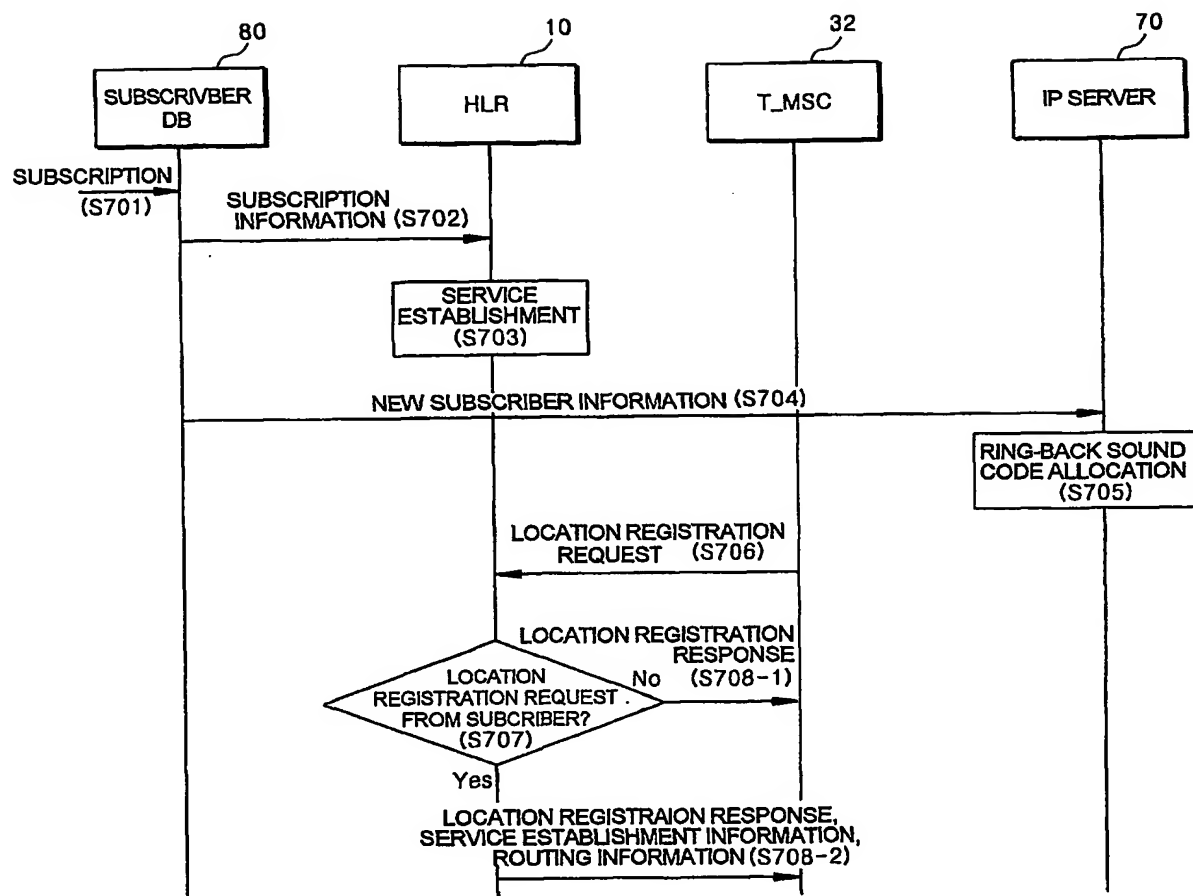 80
10
32
70
SUBSCRIVBER
DB
HLR
T_MSC
IP SERVER
SUBSCRIPTION
(S701)
SUBSCRIPTION
INFORMATION (S702)
SERVICE
ESTABLISHMENT
(S703)
NEW SUBSCRIBER INFORMATION (S704)
RING-BACK SOUND
CODE ALLOCATION
(S705)
LOCATION REGISTRATION
REQUEST (S706)
LOCATION REGISTRATION
RESPONSE
(S708-1)
No
LOCATION
REGISTRATION REQUEST
FROM SUBCRIBER?
(S707)
Yes
LOCATION REGISTRAION RESPONSE,
SERVICE ESTABLISHMENT INFORMATION,
ROUTING INFORMATION (S708-2)